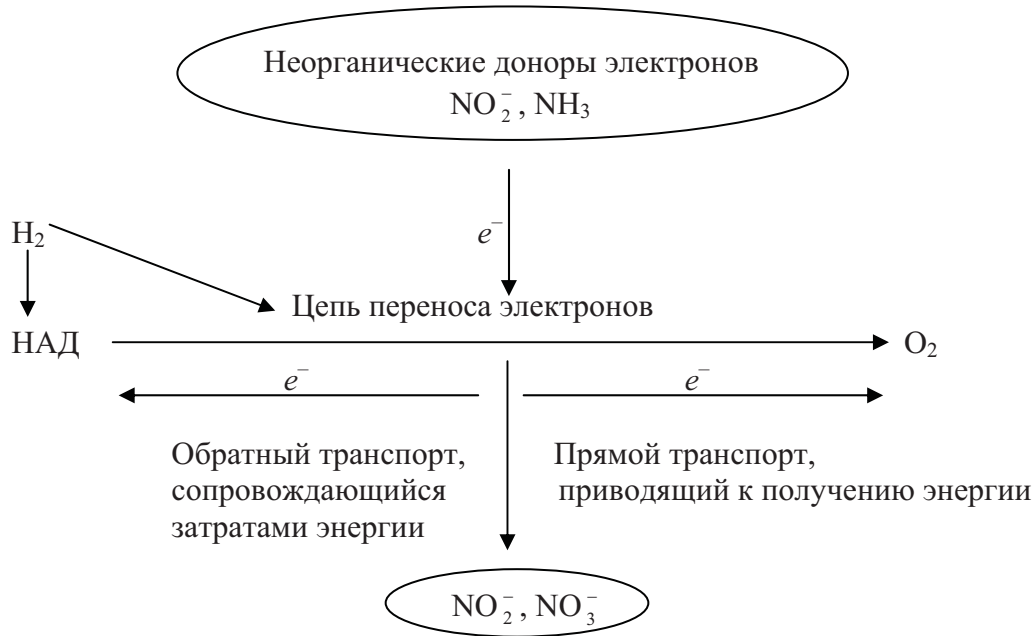 Неорганические доноры электронов
NO₂⁻, NH₃
H₂
e⁻
Цепь переноса электронов
НАД
O₂
e⁻
e⁻
Обратный транспорт,
сопровождающийся
затратами энергии
Прямой транспорт,
приводящий к получению энергии
NO₂⁻, NO₃⁻